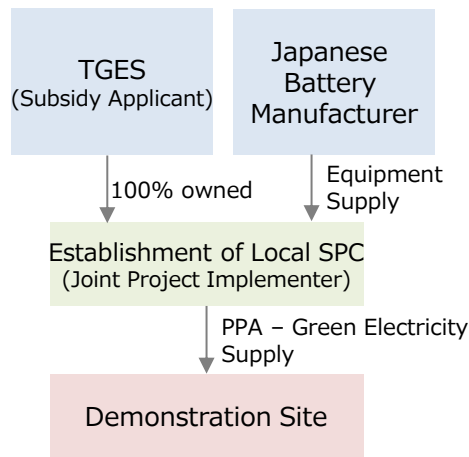 TGES
(Subsidy Applicant)
Japanese
Battery
Manufacturer
100% owned
Equipment
Supply
Establishment of Local SPC
(Joint Project Implementer)
PPA – Green Electricity
Supply
Demonstration Site